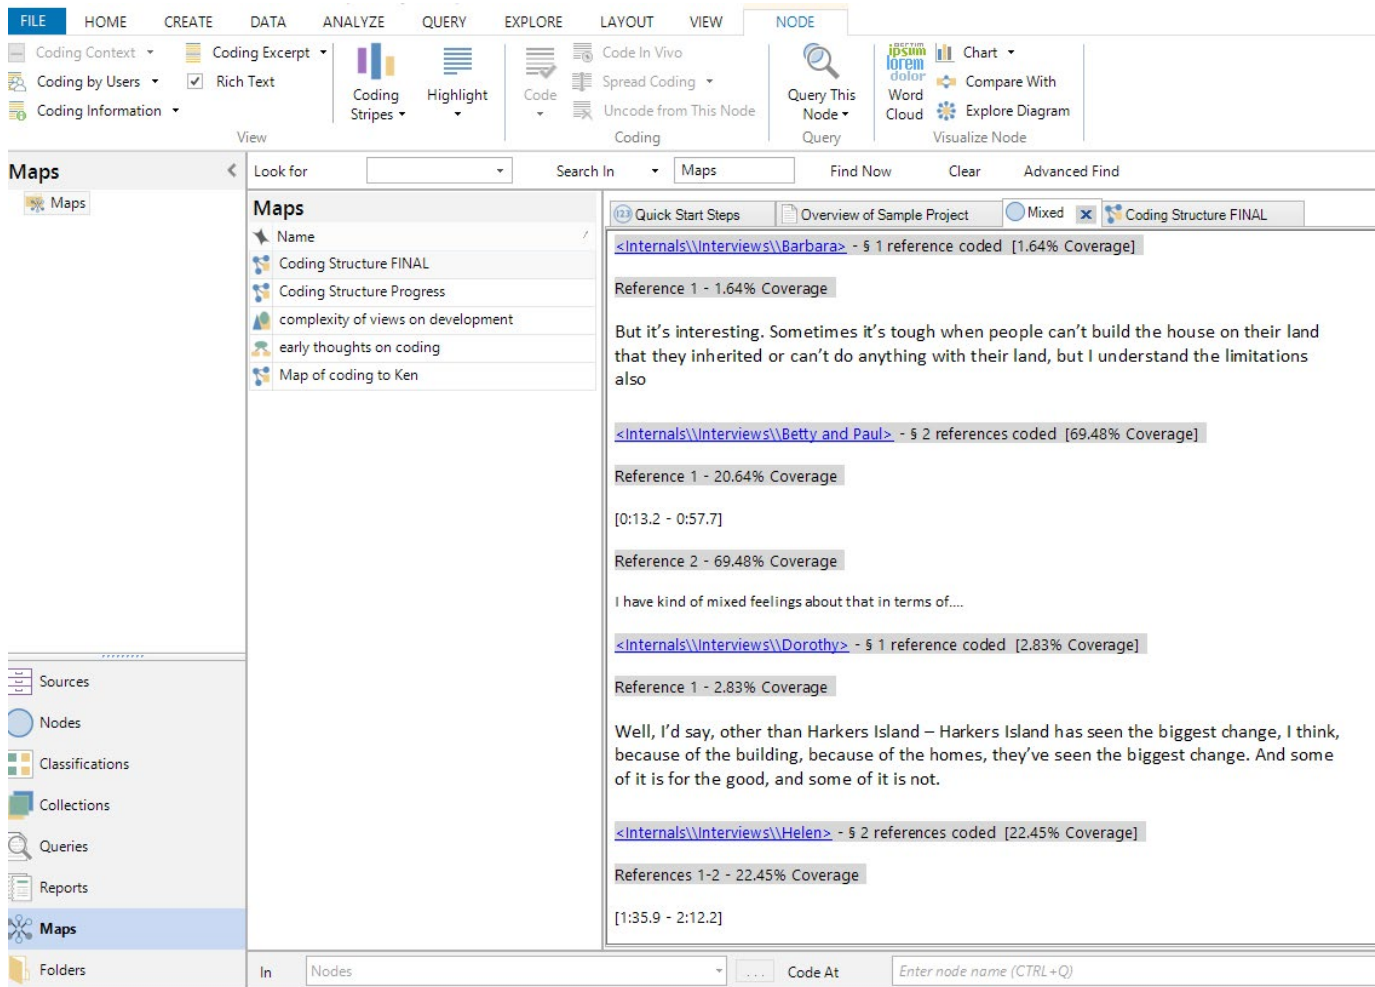 FILE HOME CREATE DATA ANALYZE QUERY EXPLORE LAYOUT VIEW NODE
Coding Context
Coding by Users
Coding Information
Coding Excerpt
Rich Text
Coding
Stripes
Highlight
View
Code
Code In Vivo
Spread Coding
Uncode from This Node
Coding
Query This
Node
Query
ipsum
lorem
dolor
Word
Cloud
Chart
Compare With
Explore Diagram
Visualize Node
Maps
Maps
Look for Search In Maps Find Now Clear Advanced Find
Maps
Name
Coding Structure FINAL
Coding Structure Progress
complexity of views on development
early thoughts on coding
Map of coding to Ken
123 Quick Start Steps Overview of Sample Project Mixed x Coding Structure FINAL
<Internals\\Interviews\\Barbara> - § 1 reference coded [1.64% Coverage]
Reference 1 - 1.64% Coverage
But it's interesting. Sometimes it's tough when people can't build the house on their land
that they inherited or can't do anything with their land, but I understand the limitations
also
<Internals\\Interviews\\Betty and Paul> - § 2 references coded [69.48% Coverage]
Reference 1 - 20.64% Coverage
[0:13.2 - 0:57.7]
Reference 2 - 69.48% Coverage
I have kind of mixed feelings about that in terms of....
<Internals\\Interviews\\Dorothy> - § 1 reference coded [2.83% Coverage]
Reference 1 - 2.83% Coverage
Well, I'd say, other than Harkers Island – Harkers Island has seen the biggest change, I think,
because of the building, because of the homes, they've seen the biggest change. And some
of it is for the good, and some of it is not.
<Internals\\Interviews\\Helen> - § 2 references coded [22.45% Coverage]
References 1-2 - 22.45% Coverage
[1:35.9 - 2:12.2]
Sources
Nodes
Classifications
Collections
Queries
Reports
Maps
Folders
In Nodes ... Code At Enter node name (CTRL+Q)